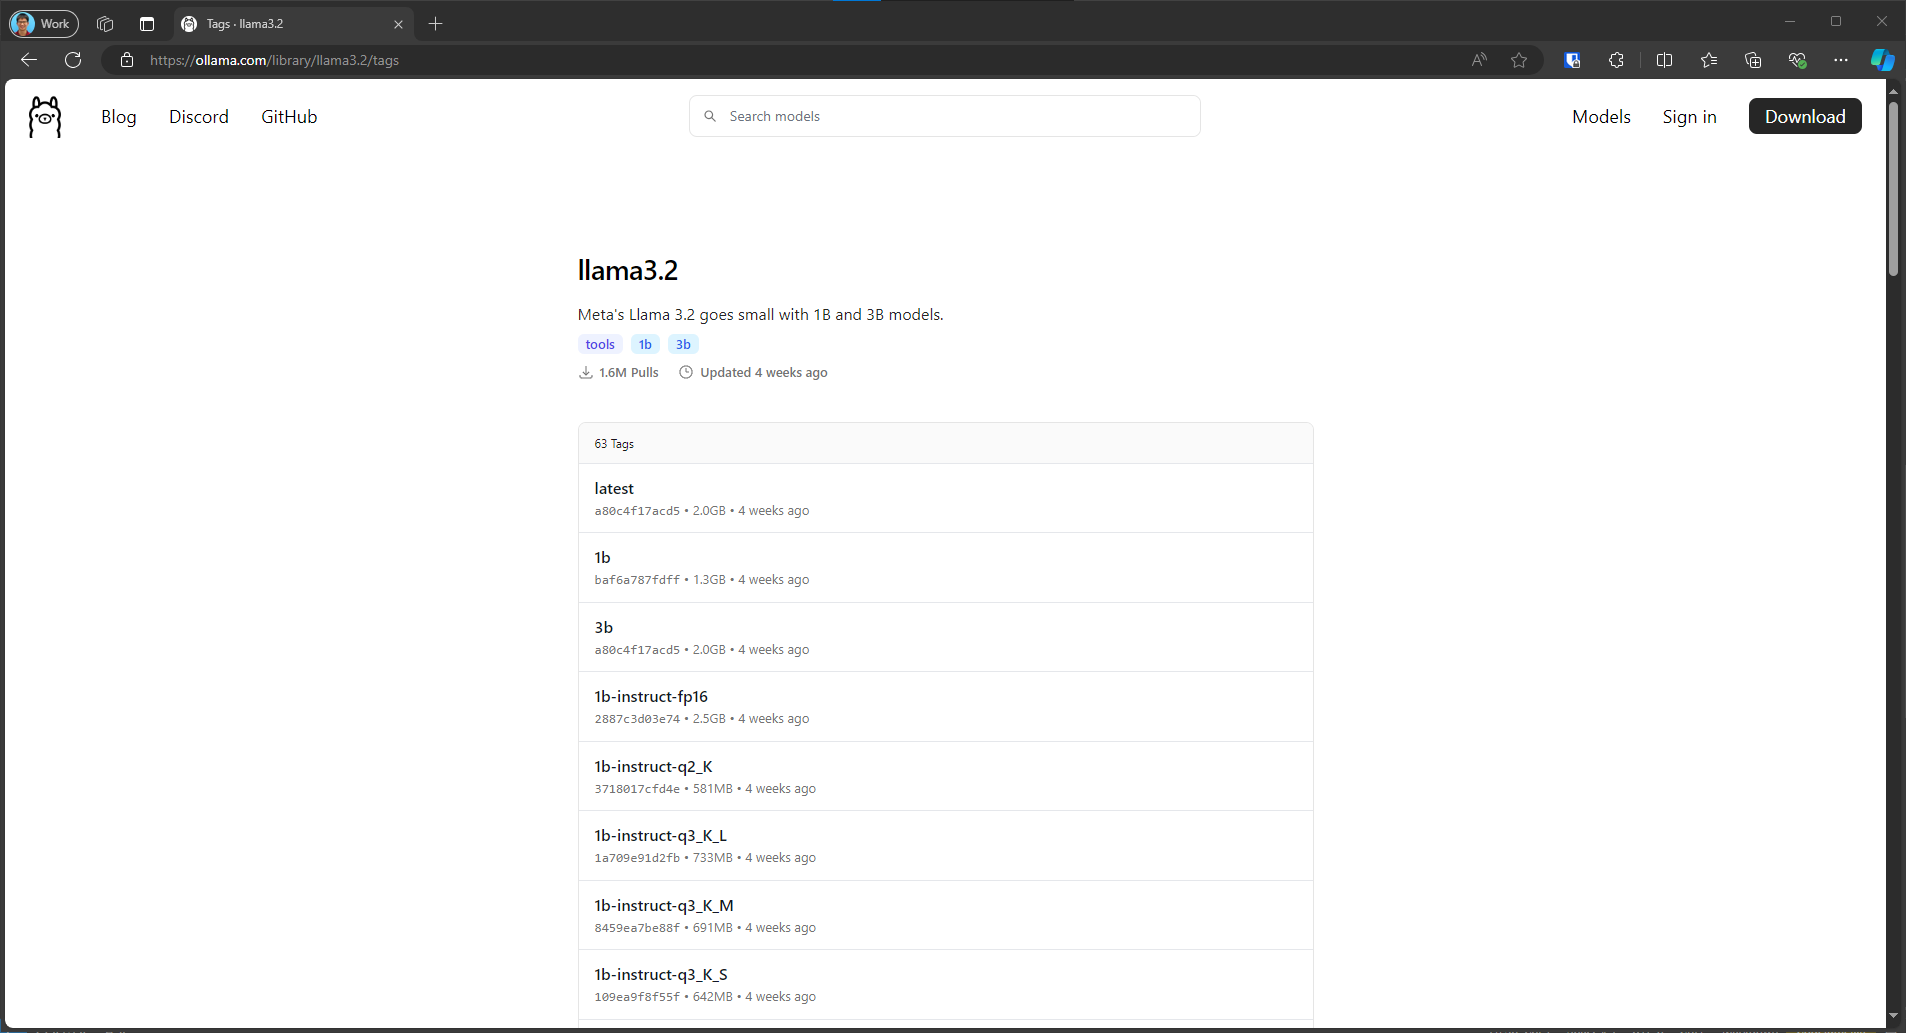 Work
Tags · llama3.2
https://ollama.com/library/llama3.2/tags
Blog
Discord
GitHub
Search models
Models
Sign in
Download
llama3.2
Meta's Llama 3.2 goes small with 1B and 3B models.
tools 1b 3b
1.6M Pulls Updated 4 weeks ago
63 Tags
latest
a80c4f17acd5 • 2.0GB • 4 weeks ago
1b
baf6a787fdff • 1.3GB • 4 weeks ago
3b
a80c4f17acd5 • 2.0GB • 4 weeks ago
1b-instruct-fp16
2887c3d03e74 • 2.5GB • 4 weeks ago
1b-instruct-q2_K
3718017cfd4e • 581MB • 4 weeks ago
1b-instruct-q3_K_L
1a709e91d2fb • 733MB • 4 weeks ago
1b-instruct-q3_K_M
8459ea7be88f • 691MB • 4 weeks ago
1b-instruct-q3_K_S
109ea9f8f55f • 642MB • 4 weeks ago